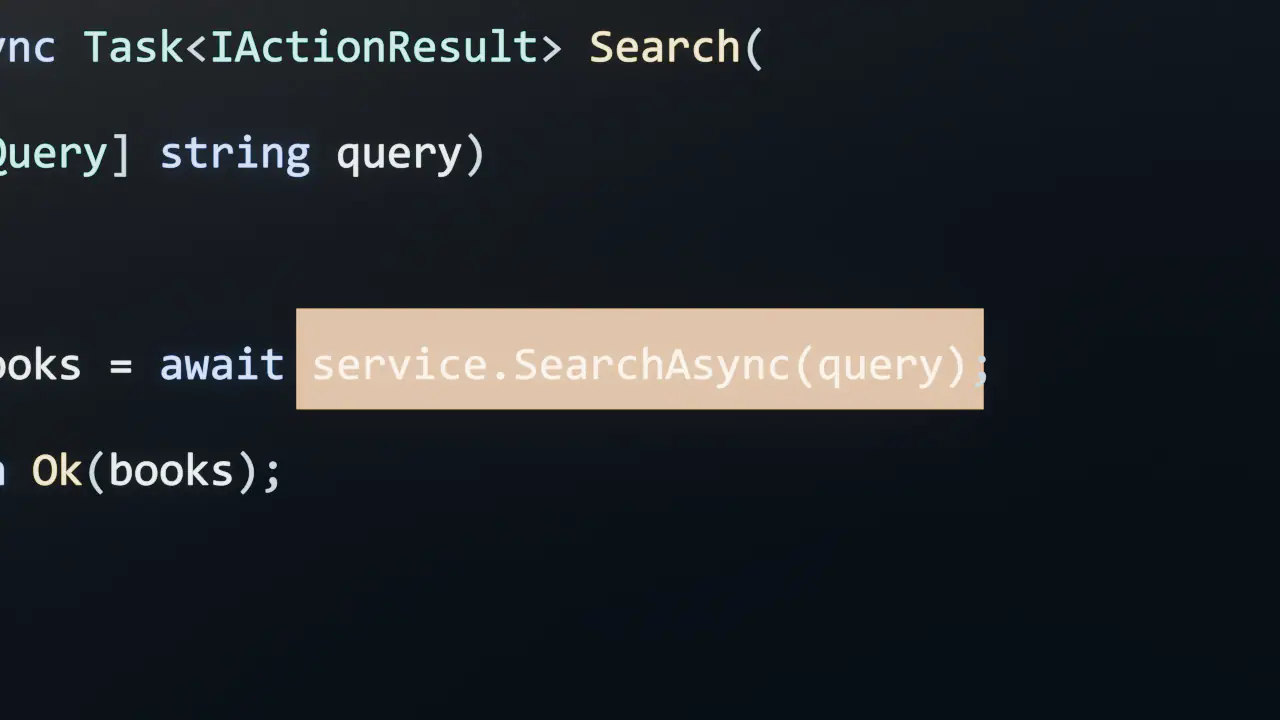 ync Task<IActionResult> Search(
Query] string query)
ooks = await service.SearchAsync(query);
Ok(books);